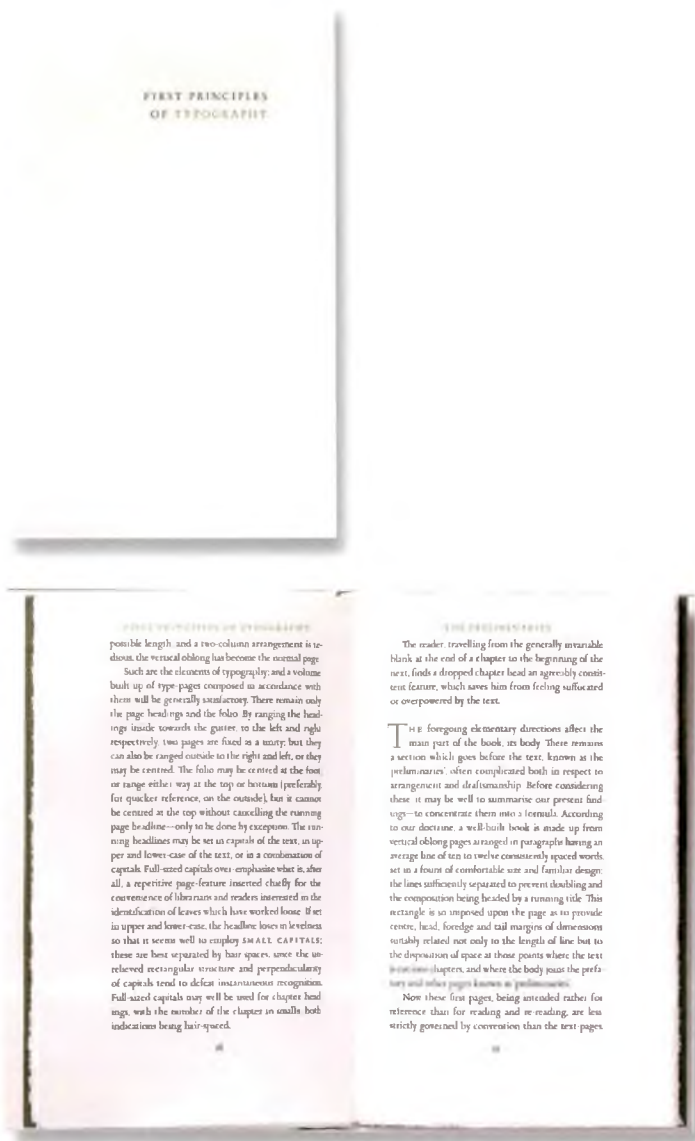 FIRST PRINCIPLES
OF TYPOGRAPHY
FIRST PRINCIPLES OF TYPOGRAPHY
possible length, and a two-column arrangement is te-
dious, the vertical oblong has become the normal page
Such are the elements of typography; and a volume
built up of type-pages composed in accordance with
them will be generally satisfactory. There remain only
the page headings and the folio. By ranging the head-
ings inside towards the gutter, to the left and right
respectively, two pages are fixed as a unity; but they
can also be ranged outside to the right and left, or they
may be centred. The folio may be centred at the foot,
or range either way at the top or bottom (preferably,
for quicker reference, on the outside), but it cannot
be centred at the top without cancelling the running
page headline—only to be done by exception. The run-
ning headlines may be set in capitals of the text, in up-
per and lower-case of the text, or in a combination of
capitals. Full-sized capitals over-emphasise what is, after
all, a repetitive page-feature inserted chiefly for the
convenience of librarians and readers interested in the
identification of leaves which have worked loose. If set
in upper and lower-case, the headline loses in levelness
so that it seems well to employ SMALL CAPITALS;
these are best separated by hair spaces, since the un-
relieved rectangular structure and perpendicularity
of capitals tend to defeat instantaneous recognition.
Full-sized capitals may well be used for chapter head
ings, with the number of the chapter in smalls, both
indications being hair-spaced.
THE PRELIMINARIES
The reader, travelling from the generally invariable
blank at the end of a chapter to the beginning of the
next, finds a dropped chapter head an agreeably consis-
tent feature, which saves him from feeling suffocated
or overpowered by the text.
THE foregoing elementary directions affect the
main part of the book, its body. There remains
a section which goes before the text, known as the
'preliminaries', often complicated both in respect to
arrangement and draftsmanship. Before considering
these it may be well to summarise our present find-
ings—to concentrate them into a formula. According
to our doctrine, a well-built book is made up from
vertical oblong pages arranged in paragraphs having an
average line of ten to twelve consistently spaced words,
set in a fount of comfortable size and familiar design;
the lines sufficiently separated to prevent doubling and
the composition being headed by a running title. This
rectangle is so imposed upon the page as to provide
centre, head, foredge and tail margins of dimensions
suitably related not only to the length of line but to
the disposition of space at those points where the text
chapters, and where the body joins the prefa-
tory and other pages known as 'preliminaries'.
Now these first pages, being intended rather for
reference than for reading and re-reading, are less
strictly governed by convention than the text pages.